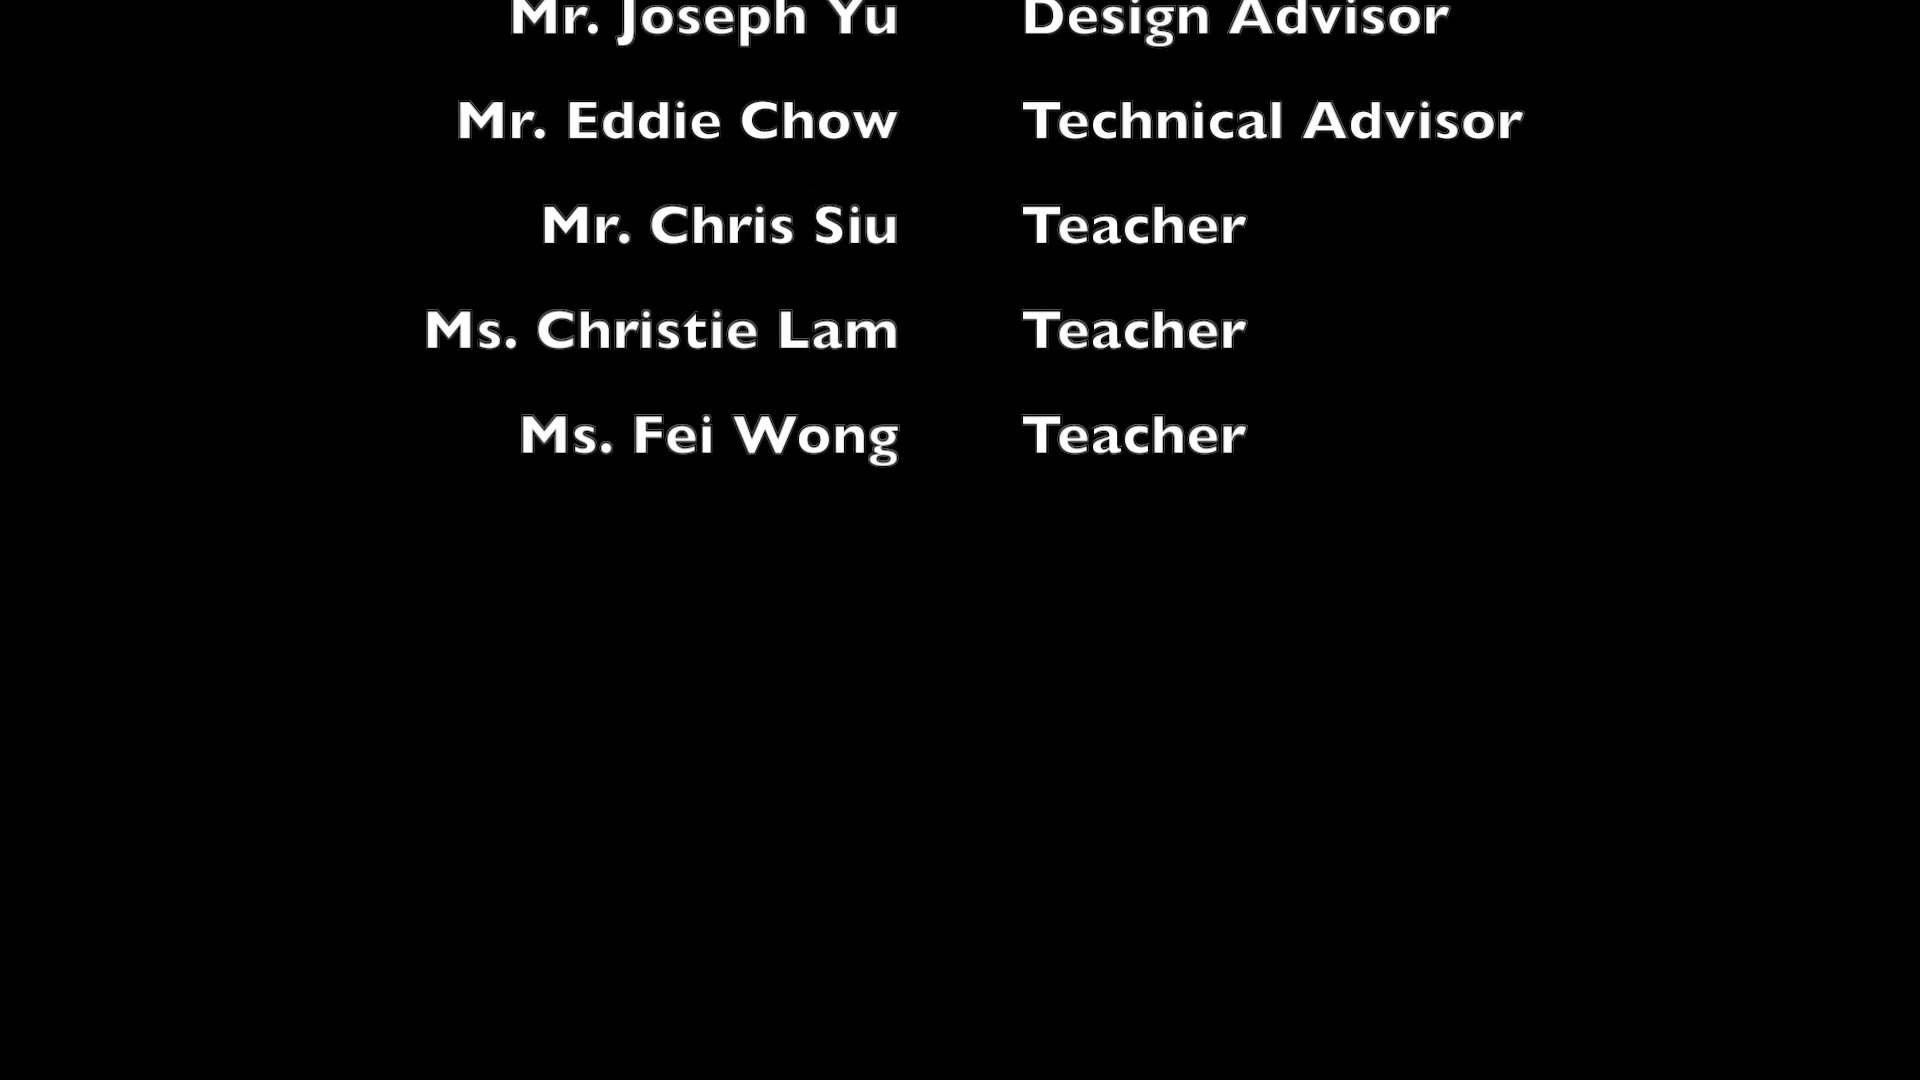 Mr. Joseph Yu Design Advisor
Mr. Eddie Chow Technical Advisor
Mr. Chris Siu Teacher
Ms. Christie Lam Teacher
Ms. Fei Wong Teacher